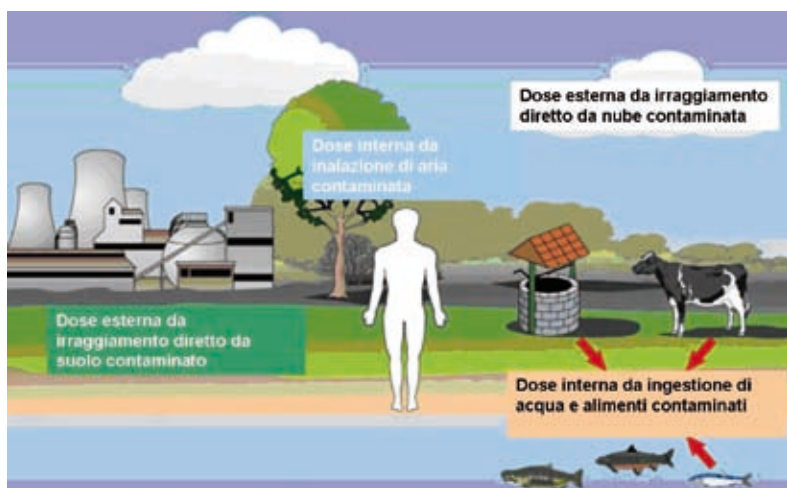 Dose esterna da irraggiamento
diretto da nube contaminata
Dose interna da
inalazione di aria
contaminata
Dose esterna da
irraggiamento diretto da
suolo contaminato
Dose interna da ingestione di
acqua e alimenti contaminati